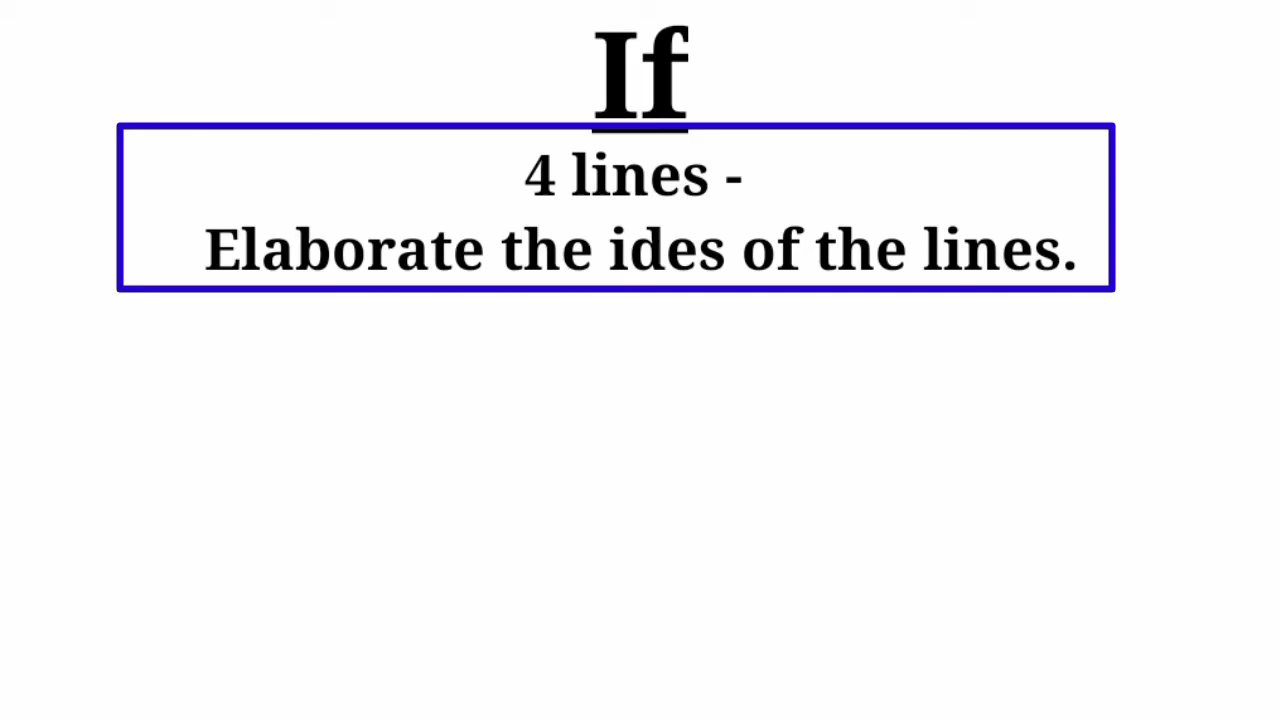 If
4 lines -
Elaborate the ides of the lines.